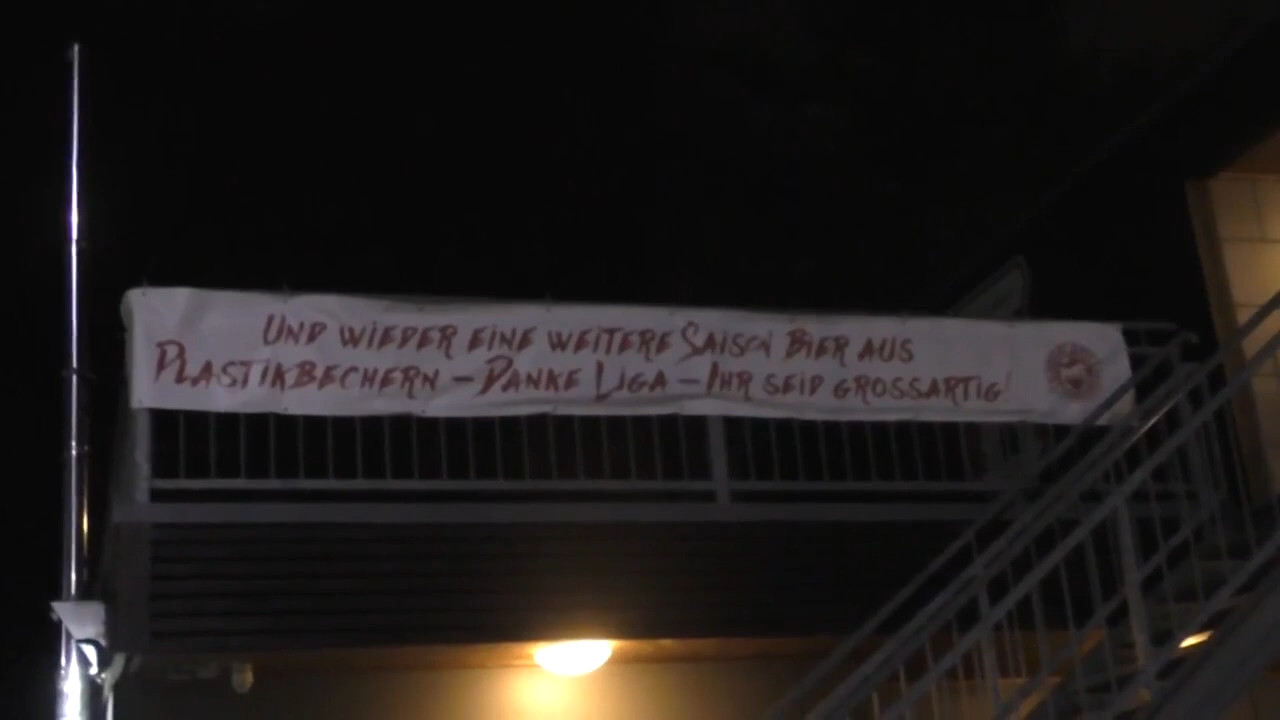 UND WIEDER EINE WEITERE SAISON BIER AUS
PLASTIKBECHERN – DANKE LIGA – IHR SEID GROSSARTIG!